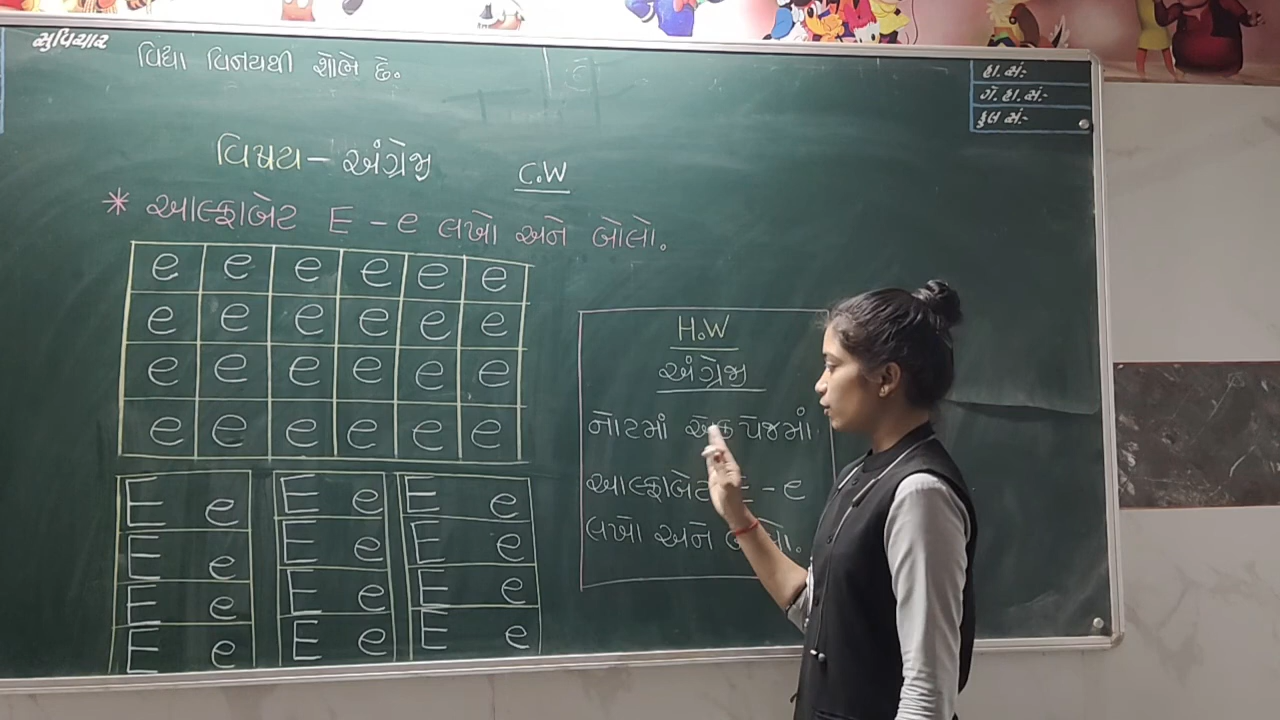 સુવિચાર
વિદ્યા વિનયથી શોભે છે.
હા. સં:-
ગે. હા. સં:-
કુલ સં:-
વિષય - અંગ્રેજી
C.W
* આલ્ફાબેટ E - e લખો અને બોલો.
e e e e e e
e e e e e e
e e e e e e
e e e e e e
E e E e E e
E e E e E e
E e E e E e
E e E e E e
H.W
અંગ્રેજી
નોટમાં એક પેજમાં
આલ્ફાબેટ E - e
લખો અને